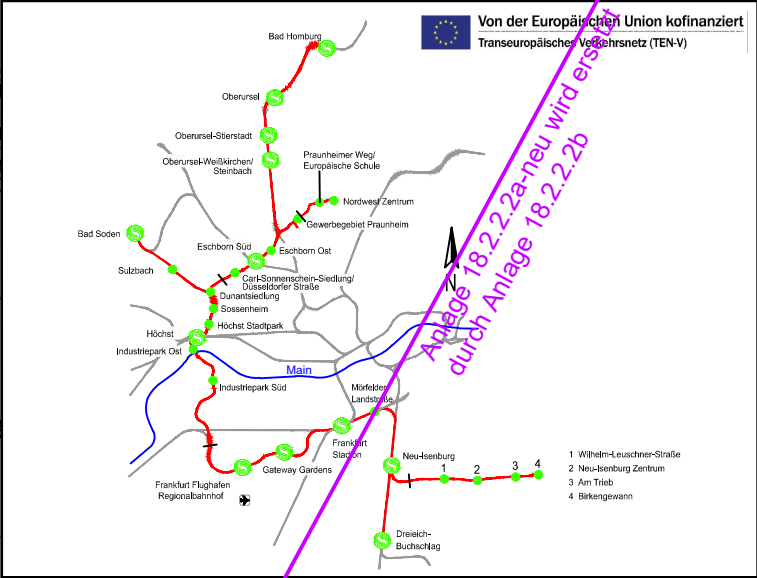 Von der Europäischen Union kofinanziert
Transeuropäisches Verkehrsnetz (TEN-V)
Anlage 18.2.2.2a-neu wird ersetzt
durch Anlage 18.2.2.2b
Bad Homburg
Oberursel
Oberursel-Stierstadt
Oberursel-Weißkirchen/
Steinbach
Praunheimer Weg/
Europäische Schule
Nordwest Zentrum
Gewerbegebiet Praunheim
Bad Soden
Eschborn Süd
Eschborn Ost
Sulzbach
Carl-Sonnenschein-Siedlung/
Düsseldorfer Straße
Dunantsiedlung
Sossenheim
Höchst Stadtpark
Höchst
Industriepark Ost
Main
Industriepark Süd
Mörfelder
Landstraße
N
Frankfurt
Stadion
Gateway Gardens
Frankfurt Flughafen
Regionalbahnhof
Neu-Isenburg
1 2 3 4
Dreieich-
Buchschlag
1 Wilhelm-Leuschner-Straße
2 Neu-Isenburg Zentrum
3 Am Trieb
4 Birkengewann